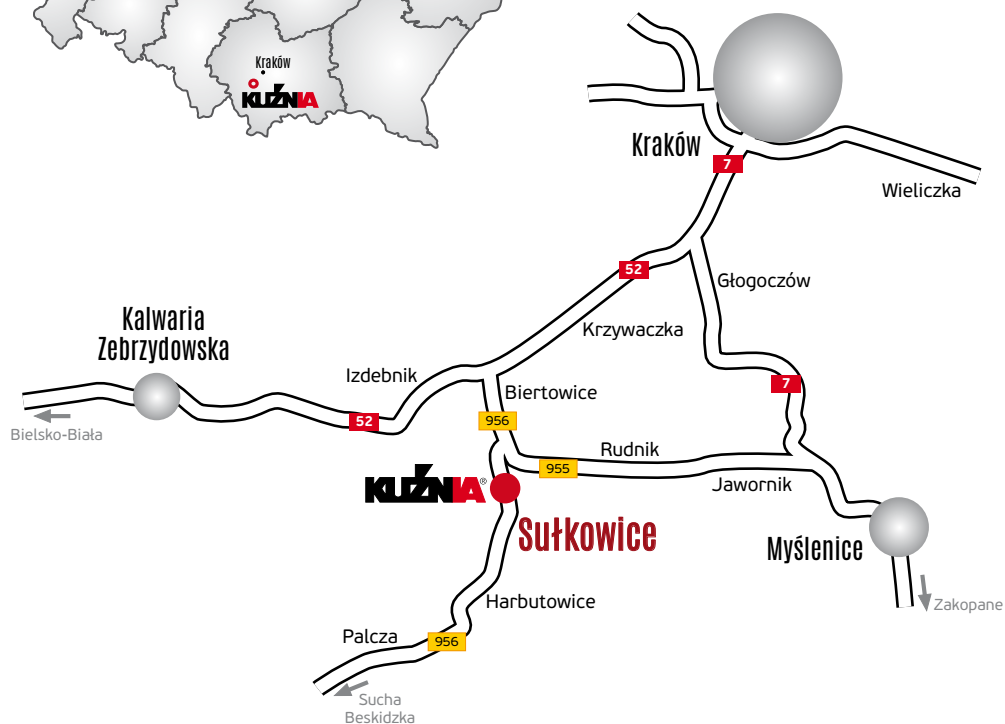 Kraków
KUŹNIA
Kraków
7
Wieliczka
52
Głogoczów
Krzywaczka
Kalwaria
Zebrzydowska
Izdebnik
7
Biertowice
52
956
Bielsko-Biała
Rudnik
955
Jawornik
KUŹNIA®
Sułkowice
Myślenice
Harbutowice
Zakopane
Palcza
956
Sucha
Beskidzka